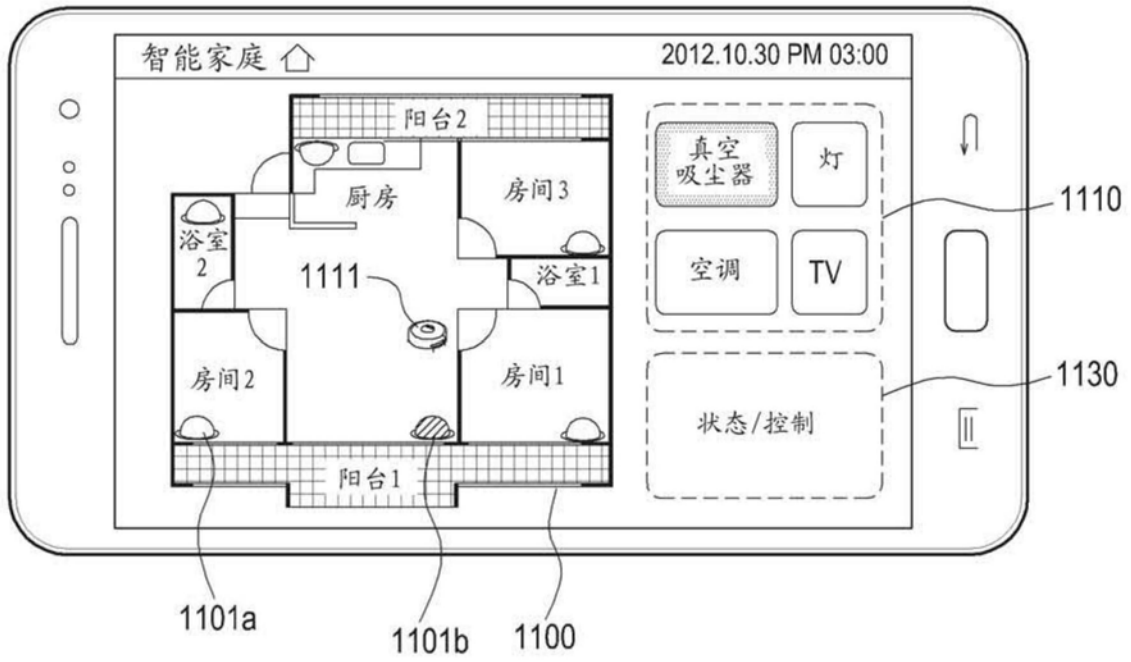 智能家庭
2012.10.30 PM 03:00
阳台2
厨房
房间3
浴室
2
浴室1
1111
房间2
房间1
阳台1
真空
吸尘器
灯
空调
TV
状态/控制
1110
1130
1101a
1101b
1100